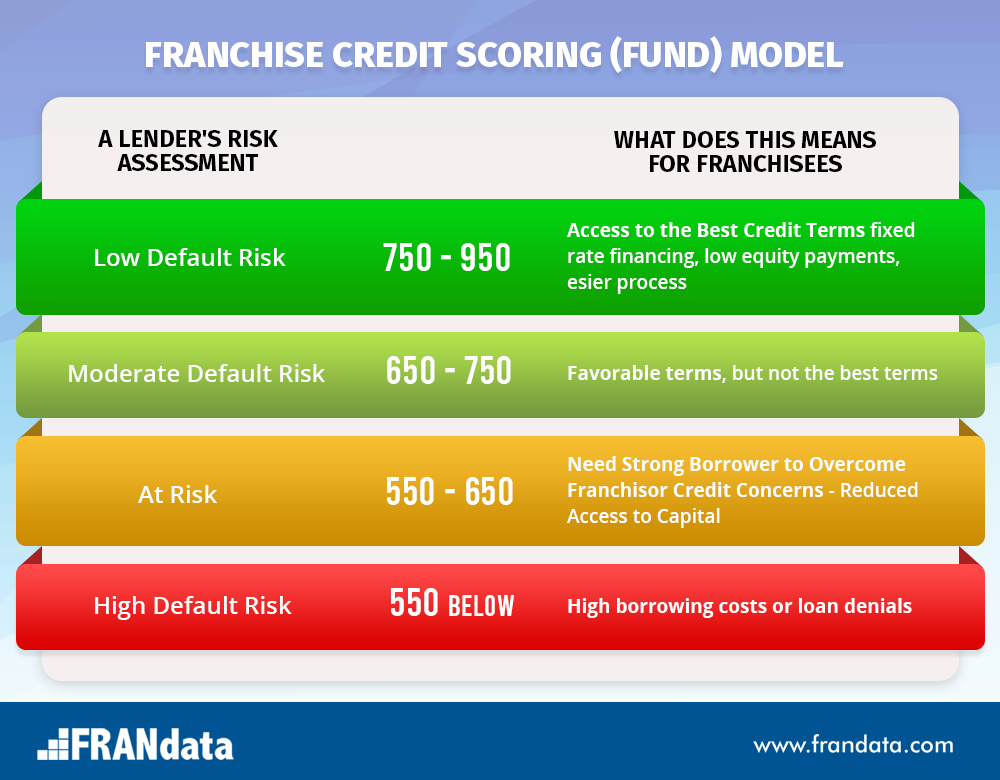 FRANCHISE CREDIT SCORING (FUND) MODEL
A LENDER'S RISK
ASSESSMENT
WHAT DOES THIS MEANS
FOR FRANCHISEES
Low Default Risk
750 - 950
Access to the Best Credit Terms fixed
rate financing, low equity payments,
esier process
Moderate Default Risk
650 - 750
Favorable terms, but not the best terms
At Risk
550 - 650
Need Strong Borrower to Overcome
Franchisor Credit Concerns - Reduced
Access to Capital
High Default Risk
550 BELOW
High borrowing costs or loan denials
FRANdata
www.frandata.com